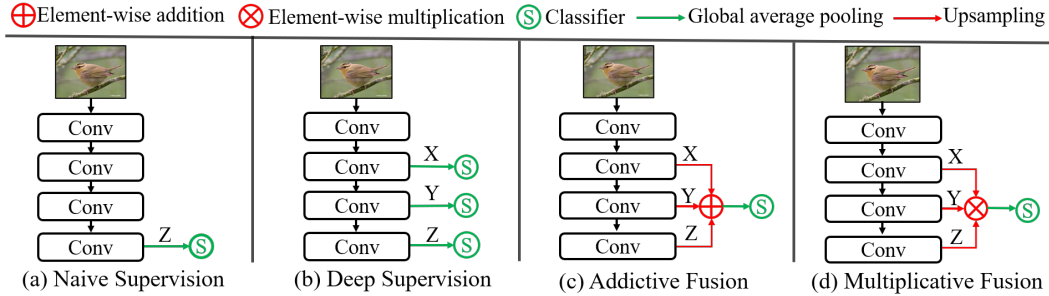 Element-wise addition Element-wise multiplication S Classifier Global average pooling Upsampling
Conv
Conv
Conv
Conv
Z
S
(a) Naive Supervision
Conv
Conv
X
S
Conv
Y
S
Conv
Z
S
(b) Deep Supervision
Conv
Conv
X
Conv
Y
S
Conv
Z
(c) Addictive Fusion
Conv
Conv
X
Conv
Y
S
Conv
Z
(d) Multiplicative Fusion